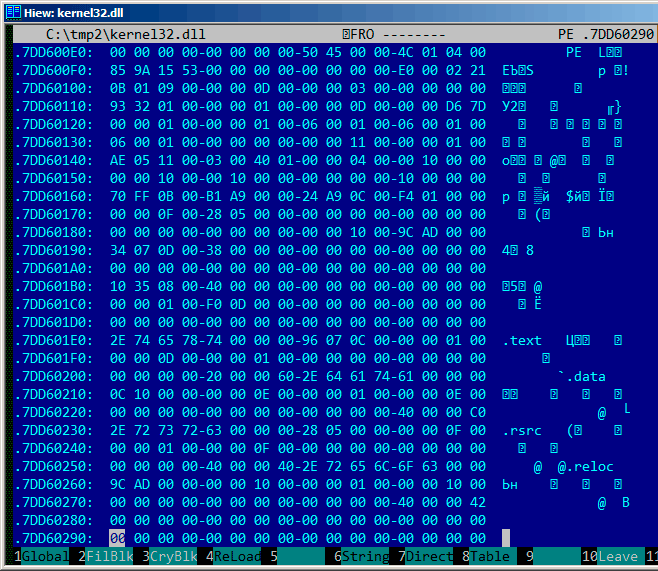 Hiew: kernel32.dll
C:\tmp2\kernel32.dll FRO -------- PE .7DD60290
.7DD600E0: 00 00 00 00-00 00 00 00-50 45 00 00-4C 01 04 00 PE L
.7DD600F0: 85 9A 15 53-00 00 00 00-00 00 00 00-E0 00 02 21 ЕЪS р !
.7DD60100: 0B 01 09 00-00 00 0D 00-00 00 03 00-00 00 00 00
.7DD60110: 93 32 01 00-00 00 01 00-00 00 0D 00-00 00 D6 7D У2 ╓}
.7DD60120: 00 00 01 00-00 00 01 00-06 00 01 00-06 00 01 00
.7DD60130: 06 00 01 00-00 00 00 00-00 00 11 00-00 00 01 00
.7DD60140: AE 05 11 00-03 00 40 01-00 00 04 00-00 10 00 00 о @
.7DD60150: 00 00 10 00-00 10 00 00-00 00 00 00-10 00 00 00
.7DD60160: 70 FF 0B 00-B1 A9 00 00-24 A9 0C 00-F4 01 00 00 p ▒й $й Ї
.7DD60170: 00 00 0F 00-28 05 00 00-00 00 00 00-00 00 00 00 (
.7DD60180: 00 00 00 00-00 00 00 00-00 00 10 00-9C AD 00 00 Ьн
.7DD60190: 34 07 0D 00-38 00 00 00-00 00 00 00-00 00 00 00 4 8
.7DD601A0: 00 00 00 00-00 00 00 00-00 00 00 00-00 00 00 00
.7DD601B0: 10 35 08 00-40 00 00 00-00 00 00 00-00 00 00 00 5 @
.7DD601C0: 00 00 01 00-F0 0D 00 00-00 00 00 00-00 00 00 00 Ё
.7DD601D0: 00 00 00 00-00 00 00 00-00 00 00 00-00 00 00 00
.7DD601E0: 2E 74 65 78-74 00 00 00-96 07 0C 00-00 00 01 00 .text Ц
.7DD601F0: 00 00 0D 00-00 00 01 00-00 00 00 00-00 00 00 00
.7DD60200: 00 00 00 00-20 00 00 60-2E 64 61 74-61 00 00 00 `.data
.7DD60210: 0C 10 00 00-00 00 0E 00-00 00 01 00-00 00 0E 00
.7DD60220: 00 00 00 00-00 00 00 00-00 00 00 00-40 00 00 C0 @ └
.7DD60230: 2E 72 73 72-63 00 00 00-28 05 00 00-00 00 0F 00 .rsrc (
.7DD60240: 00 00 01 00-00 00 0F 00-00 00 00 00-00 00 00 00
.7DD60250: 00 00 00 00-40 00 00 40-2E 72 65 6C-6F 63 00 00 @ @.reloc
.7DD60260: 9C AD 00 00-00 00 10 00-00 00 01 00-00 00 10 00 Ьн
.7DD60270: 00 00 00 00-00 00 00 00-00 00 00 00-40 00 00 42 @ B
.7DD60280: 00 00 00 00-00 00 00 00-00 00 00 00-00 00 00 00
.7DD60290: 00 00 00 00-00 00 00 00-00 00 00 00-00 00 00 00
1Global 2FilBlk 3CryBlk 4ReLoad 5 6String 7Direct 8Table 9 10Leave 11